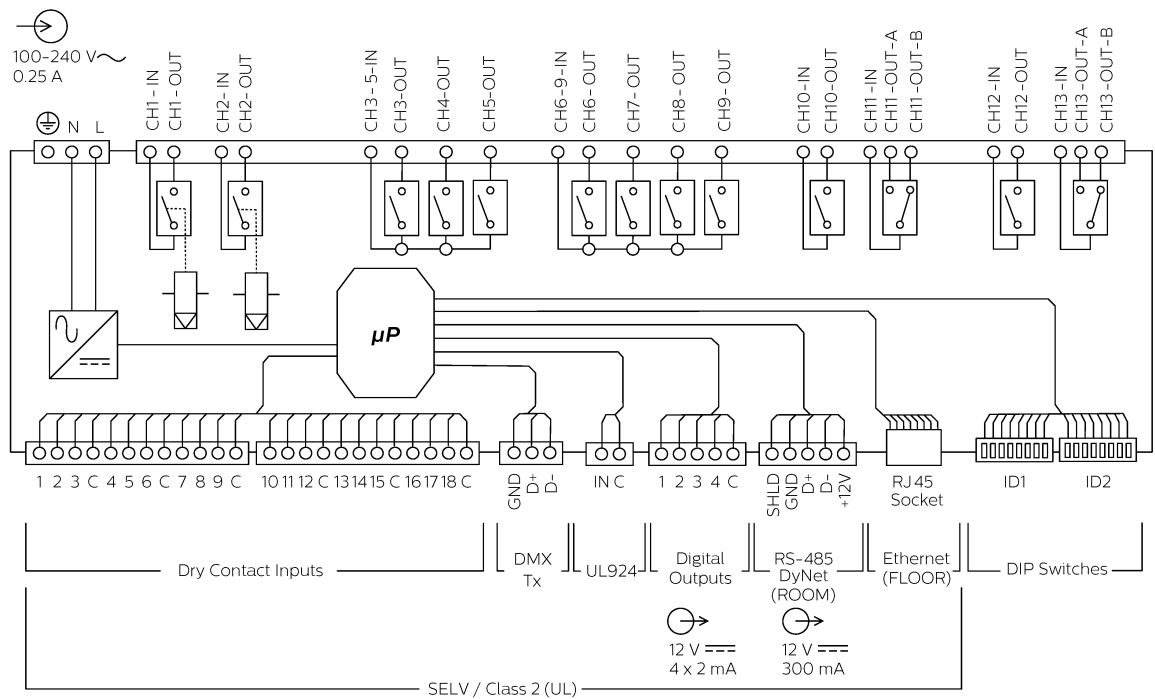 100-240 V
0.25 A
N L
CH1- IN
CH1- OUT
CH2- IN
CH2- OUT
CH3 - 5-IN
CH3-OUT
CH4-OUT
CH5-OUT
CH6-9-IN
CH6- OUT
CH7- OUT
CH8- OUT
CH9- OUT
CH10-IN
CH10-OUT
CH11-IN
CH11-OUT-A
CH11-OUT-B
CH12-IN
CH12-OUT
CH13-IN
CH13-OUT-A
CH13-OUT-B
µP
1 2 3 C 4 5 6 C 7 8 9 C
10 11 12 C 13 14 15 C 16 17 18 C
GND
D+
D-
IN C
1 2 3 4 C
SHLD
GND
D+
D-
+12V
RJ45
Socket
ID1
ID2
Dry Contact Inputs
DMX
Tx
UL924
Digital
Outputs
RS-485
DyNet
(ROOM)
Ethernet
(FLOOR)
DIP Switches
12 V
4 x 2 mA
12 V
300 mA
SELV / Class 2 (UL)